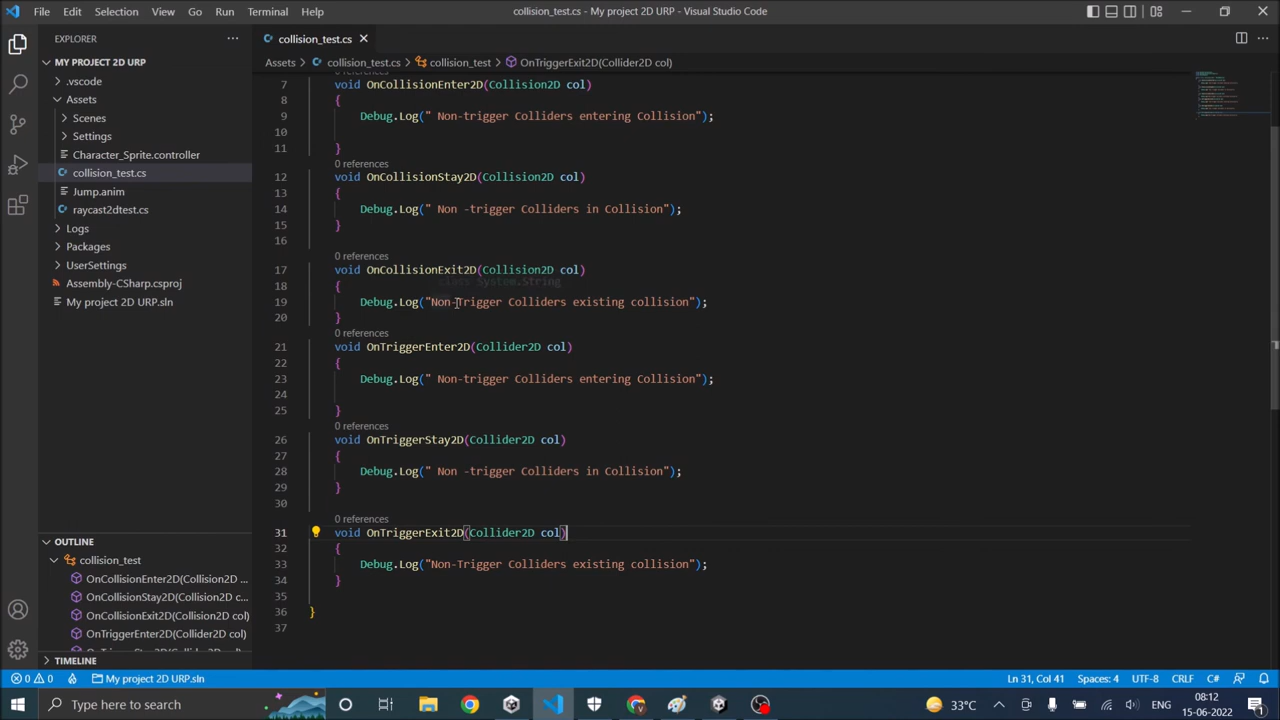 File Edit Selection View Go Run Terminal Help collision_test.cs - My project 2D URP - Visual Studio Code
EXPLORER
collision_test.cs
MY PROJECT 2D URP
Assets > collision_test.cs > collision_test > OnTriggerExit2D(Collider2D col)
.vscode
Assets
Scenes
Settings
Character_Sprite.controller
collision_test.cs
Jump.anim
raycast2dtest.cs
Logs
Packages
UserSettings
Assembly-CSharp.csproj
My project 2D URP.sln
0 references
7 void OnCollisionEnter2D(Collision2D col)
8 {
9 Debug.Log(" Non-trigger Colliders entering Collision");
10
11 }
0 references
12 void OnCollisionStay2D(Collision2D col)
13 {
14 Debug.Log(" Non -trigger Colliders in Collision");
15 }
16
0 references
17 void OnCollisionExit2D(Collision2D col)
class System.String
18 {
19 Debug.Log("Non-Trigger Colliders existing collision");
20 }
0 references
21 void OnTriggerEnter2D(Collider2D col)
22 {
23 Debug.Log(" Non-trigger Colliders entering Collision");
24
25 }
0 references
26 void OnTriggerStay2D(Collider2D col)
27 {
28 Debug.Log(" Non -trigger Colliders in Collision");
29 }
30
0 references
31 void OnTriggerExit2D(Collider2D col)
32 {
33 Debug.Log("Non-Trigger Colliders existing collision");
34 }
35
36 }
37
OUTLINE
collision_test
OnCollisionEnter2D(Collision2D ...
OnCollisionStay2D(Collision2D c...
OnCollisionExit2D(Collision2D col)
OnTriggerEnter2D(Collider2D col)
TIMELINE
0 0 My project 2D URP.sln Ln 31, Col 41 Spaces: 4 UTF-8 CRLF C#
Type here to search 33°C ENG 08:12
15-06-2022